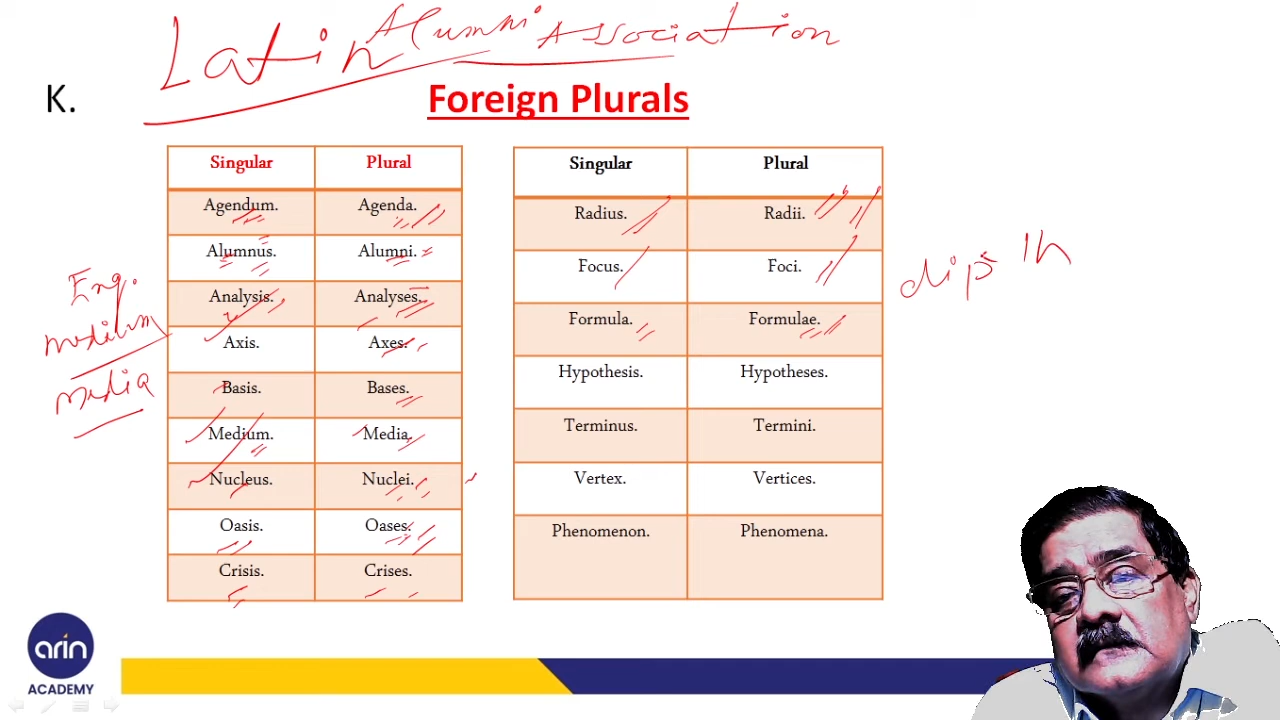 Latin Alumni Association
K.
Foreign Plurals
Singular Plural
Agendum. Agenda.
Alumnus. Alumni.
Analysis. Analyses.
Axis. Axes.
Basis. Bases.
Medium. Media.
Nucleus. Nuclei.
Oasis. Oases.
Crisis. Crises.
Singular Plural
Radius. Radii.
Focus. Foci.
Formula. Formulae.
Hypothesis. Hypotheses.
Terminus. Termini.
Vertex. Vertices.
Phenomenon. Phenomena.
Eng.
medium
media
arin
ACADEMY